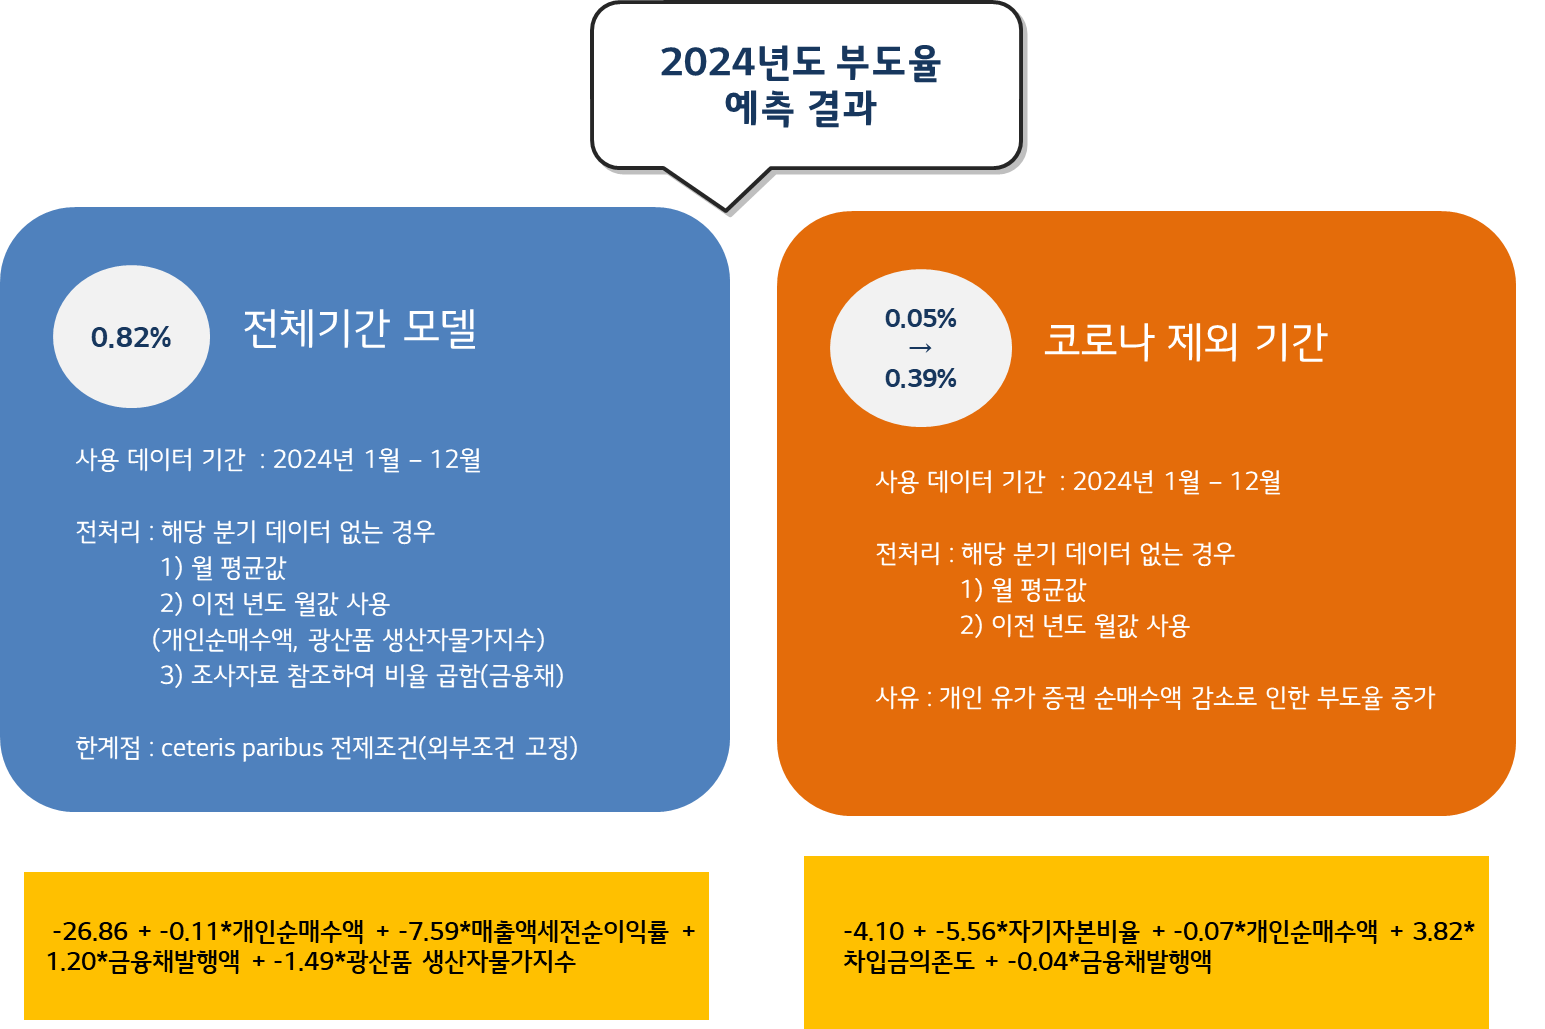 2024년도 부도율
예측 결과
0.82%
전체기간 모델
사용 데이터 기간 : 2024년 1월 – 12월
전처리 : 해당 분기 데이터 없는 경우
1) 월 평균값
2) 이전 년도 월값 사용
(개인순매수액, 광산품 생산자물가지수)
3) 조사자료 참조하여 비율 곱함(금융채)
한계점 : ceteris paribus 전제조건(외부조건 고정)
-26.86 + -0.11*개인순매수액 + -7.59*매출액세전순이익률 +
1.20*금융채발행액 + -1.49*광산품 생산자물가지수
0.05%
→
0.39%
코로나 제외 기간
사용 데이터 기간 : 2024년 1월 – 12월
전처리 : 해당 분기 데이터 없는 경우
1) 월 평균값
2) 이전 년도 월값 사용
사유 : 개인 유가 증권 순매수액 감소로 인한 부도율 증가
-4.10 + -5.56*자기자본비율 + -0.07*개인순매수액 + 3.82*
차입금의존도 + -0.04*금융채발행액